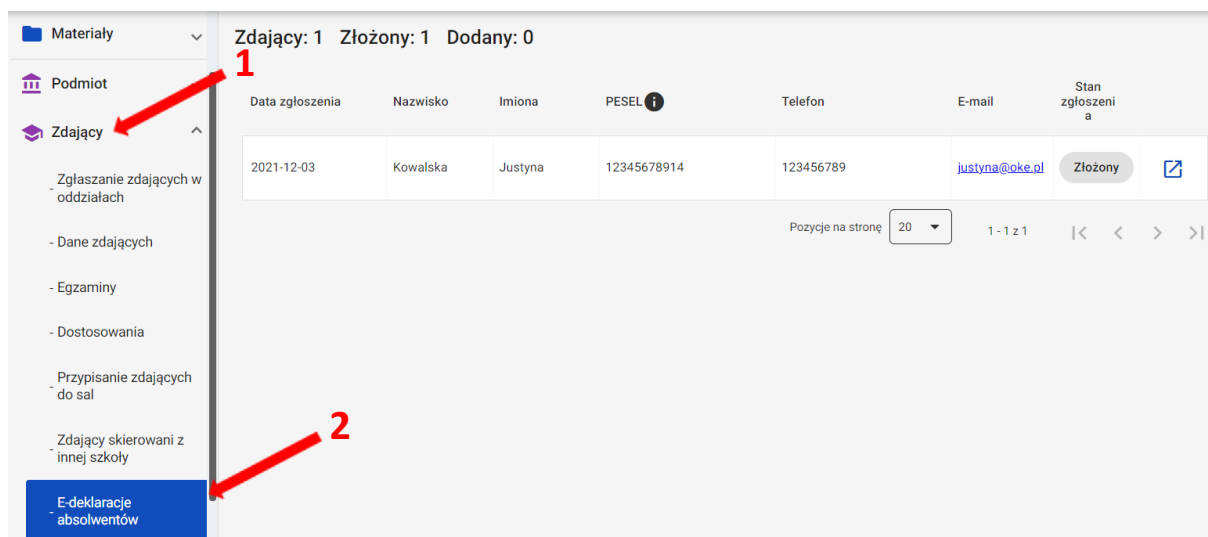 Materiały
Podmiot
Zdający
- Zgłaszanie zdających w
oddziałach
- Dane zdających
- Egzaminy
- Dostosowania
- Przypisanie zdających
do sal
- Zdający skierowani z
innej szkoły
- E-deklaracje
absolwentów
1
2
Zdający: 1 Złożony: 1 Dodany: 0
Data zgłoszenia Nazwisko Imiona PESEL i Telefon E-mail Stan
zgłoszeni
a
2021-12-03 Kowalska Justyna 12345678914 123456789 justyna@oke.pl Złożony
Pozycje na stronę 20 1 - 1 z 1